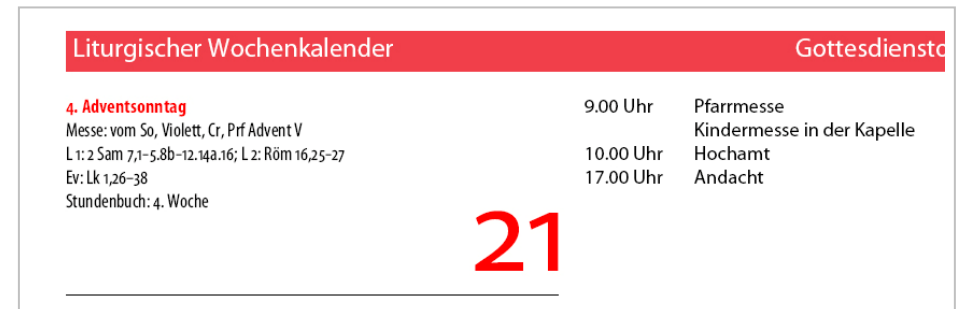 Liturgischer Wochenkalender
4. Adventsonntag
Messe: vom So, Violett, Cr, Prf Advent V
L 1: 2 Sam 7,1–5.8b–12.14a.16; L 2: Röm 16,25–27
Ev: Lk 1,26–38
Stundenbuch: 4. Woche
21
Gottesdiensto
9.00 Uhr Pfarrmesse
Kindermesse in der Kapelle
10.00 Uhr Hochamt
17.00 Uhr Andacht